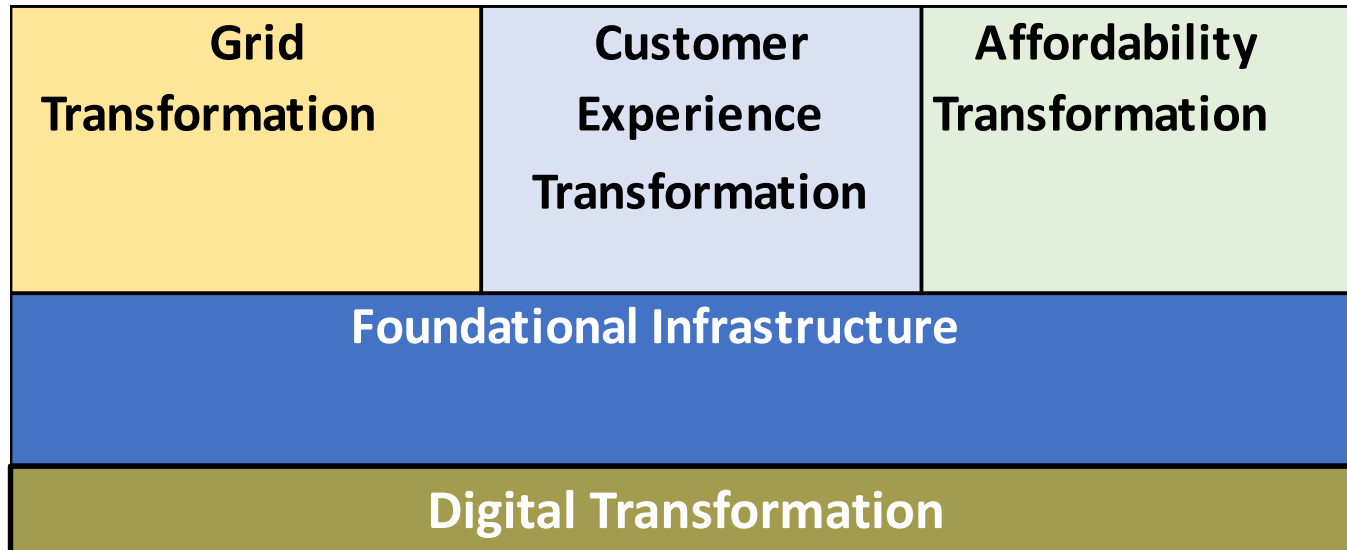 Grid
Transformation
Customer
Experience
Transformation
Affordability
Transformation
Foundational Infrastructure
Digital Transformation